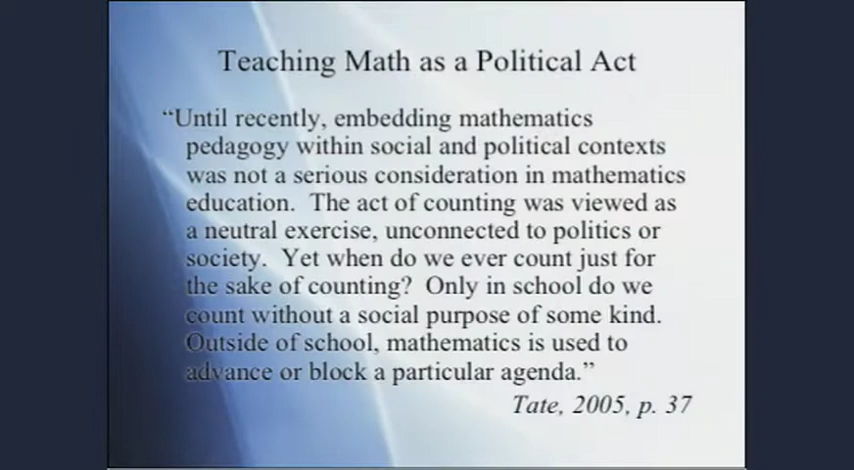 Teaching Math as a Political Act
“Until recently, embedding mathematics
pedagogy within social and political contexts
was not a serious consideration in mathematics
education.  The act of counting was viewed as
a neutral exercise, unconnected to politics or
society.  Yet when do we ever count just for
the sake of counting?  Only in school do we
count without a social purpose of some kind.
Outside of school, mathematics is used to
advance or block a particular agenda.”
Tate, 2005, p. 37